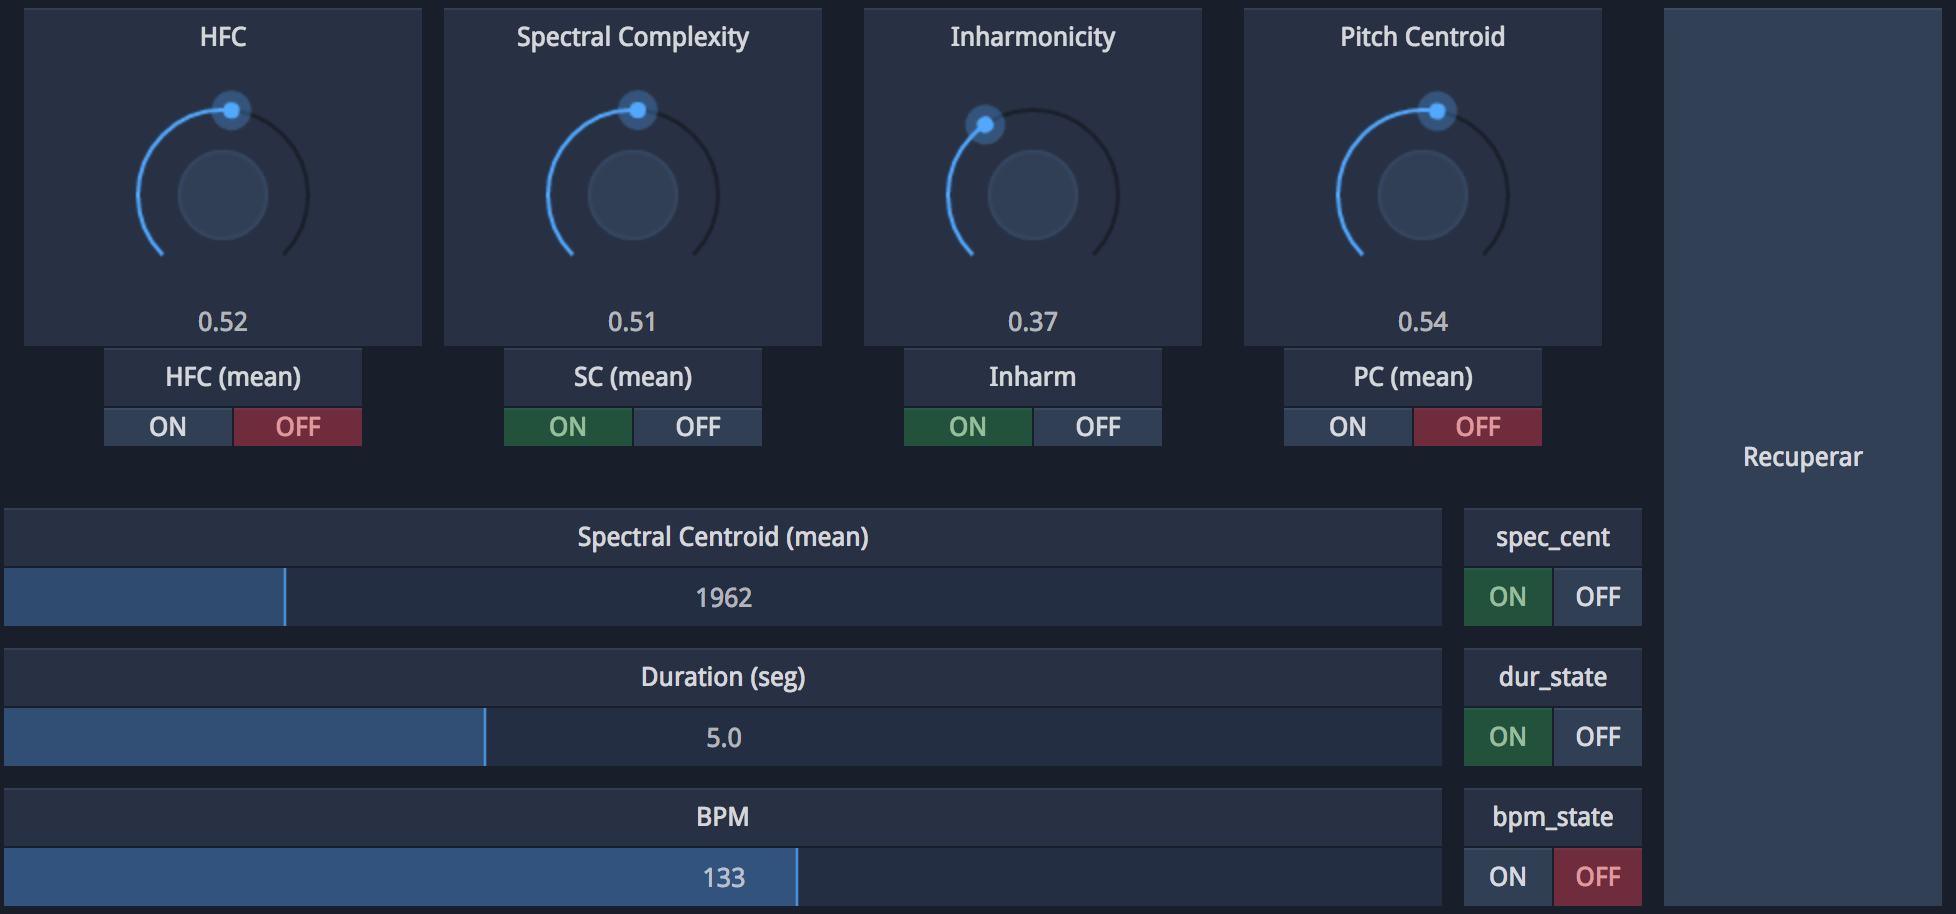 HFC
Spectral Complexity
Inharmonicity
Pitch Centroid
0.52
0.51
0.37
0.54
HFC (mean)
SC (mean)
Inharm
PC (mean)
ON OFF
ON OFF
ON OFF
ON OFF
Recuperar
Spectral Centroid (mean)
spec_cent
1962
ON OFF
Duration (seg)
dur_state
5.0
ON OFF
BPM
bpm_state
133
ON OFF